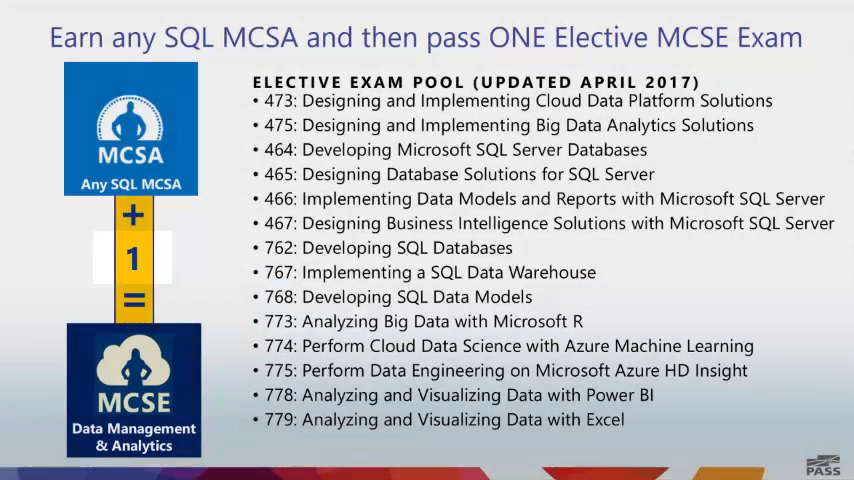 Earn any SQL MCSA and then pass ONE Elective MCSE Exam
MCSA
Any SQL MCSA
+
1
=
MCSE
Data Management
& Analytics
ELECTIVE EXAM POOL (UPDATED APRIL 2017)
• 473: Designing and Implementing Cloud Data Platform Solutions
• 475: Designing and Implementing Big Data Analytics Solutions
• 464: Developing Microsoft SQL Server Databases
• 465: Designing Database Solutions for SQL Server
• 466: Implementing Data Models and Reports with Microsoft SQL Server
• 467: Designing Business Intelligence Solutions with Microsoft SQL Server
• 762: Developing SQL Databases
• 767: Implementing a SQL Data Warehouse
• 768: Developing SQL Data Models
• 773: Analyzing Big Data with Microsoft R
• 774: Perform Cloud Data Science with Azure Machine Learning
• 775: Perform Data Engineering on Microsoft Azure HD Insight
• 778: Analyzing and Visualizing Data with Power BI
• 779: Analyzing and Visualizing Data with Excel
PASS